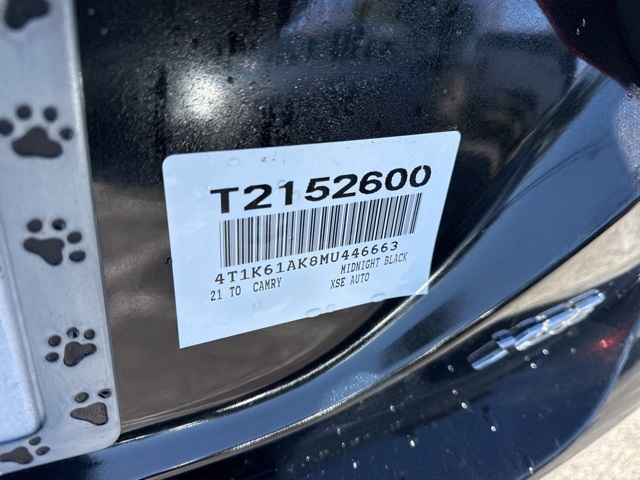 T2152600
4T1K61AK8MU446663
21 TO CAMRY MIDNIGHT BLACK
XSE AUTO